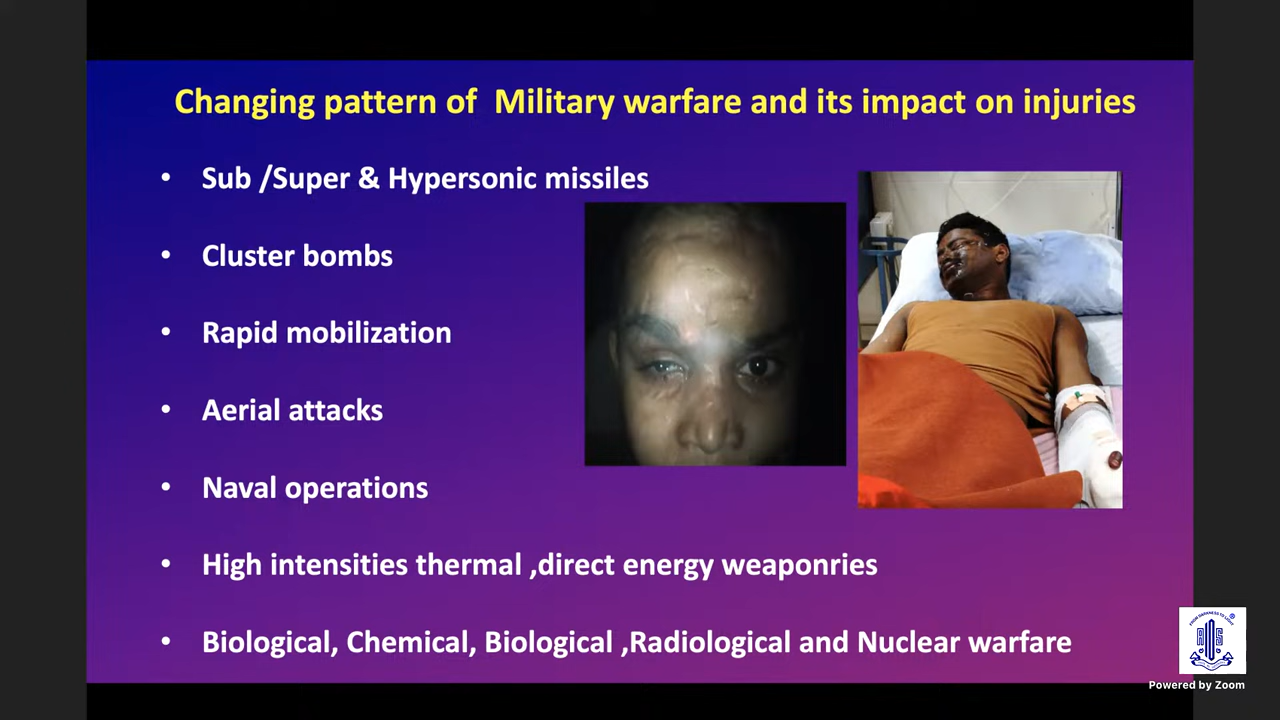 Changing pattern of Military warfare and its impact on injuries
• Sub /Super & Hypersonic missiles
• Cluster bombs
• Rapid mobilization
• Aerial attacks
• Naval operations
• High intensities thermal ,direct energy weaponries
• Biological, Chemical, Biological ,Radiological and Nuclear warfare
Powered by Zoom